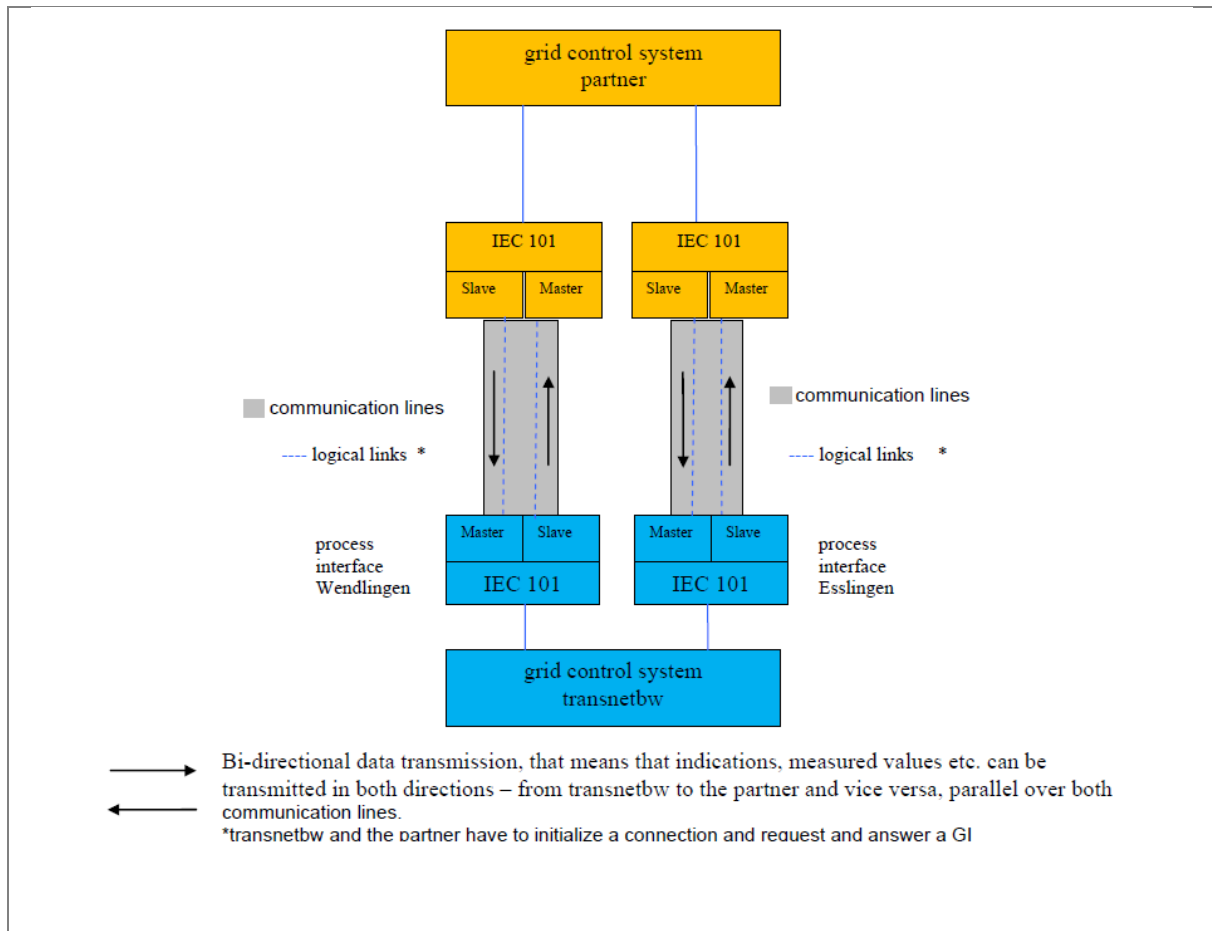 grid control system
partner
IEC 101
Slave
Master
IEC 101
Slave
Master
communication lines
---- logical links *
communication lines
---- logical links *
process
interface
Wendlingen
Master
Slave
IEC 101
Master
Slave
IEC 101
process
interface
Esslingen
grid control system
transnetbw
Bi-directional data transmission, that means that indications, measured values etc. can be
transmitted in both directions – from transnetbw to the partner and vice versa, parallel over both
communication lines.
*transnetbw and the partner have to initialize a connection and request and answer a GI